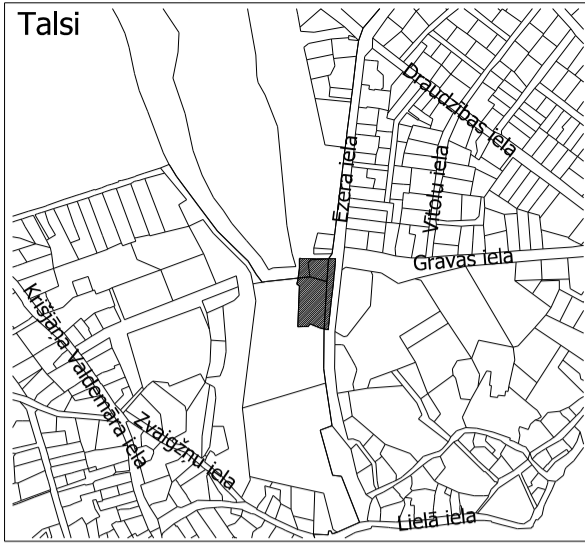 Talsi
Draudzības iela
Ezera iela
Vītolu iela
Gravas iela
Krišjāņa Valdemāra iela
Zvaigžņu iela
Lielā iela